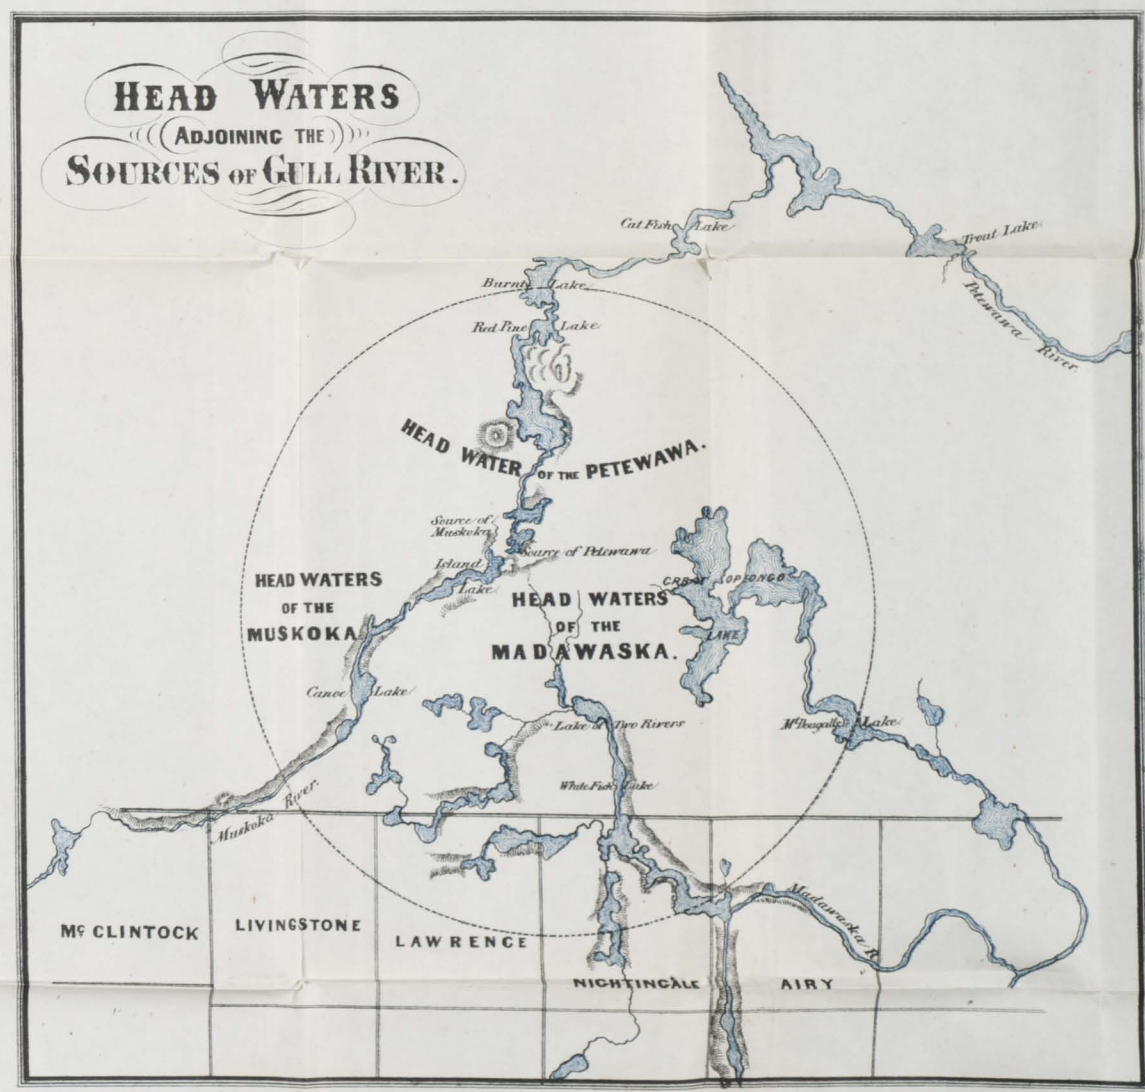 HEAD WATERS
ADJOINING THE
SOURCES OF GULL RIVER.
Cat Fish Lake
Trout Lake
Petewawa River.
Burnt Lake
Red Pine Lake
HEAD WATER OF THE PETEWAWA.
Source of
Muskoka
Source of Petewawa
Island
Lake
HEAD WATERS
OF THE
MUSKOKA
HEAD WATERS
OF THE
MADAWASKA.
OPEONGO
LAKE
Canoe Lake
Lake of Two Rivers
McDougalls Lake
White Fish Lake
Muskoka River.
Madawaska R.
Mc CLINTOCK
LIVINGSTONE
LAWRENCE
NIGHTINGALE
AIRY